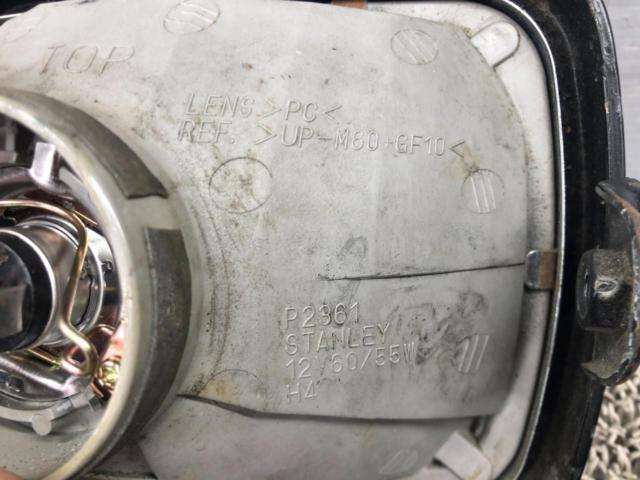 TOP
LENS >PC<
REF. >UP-M60+GF10<
P2361
STANLEY
12V60/55W
H4